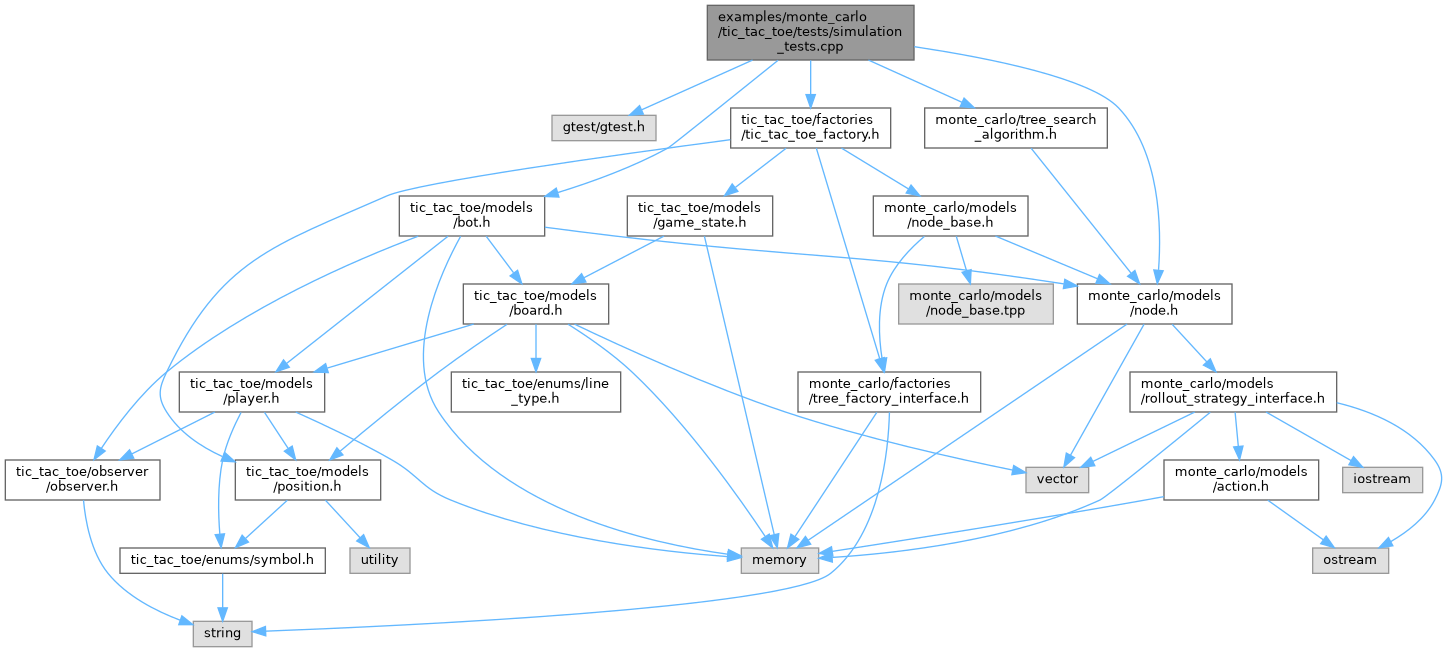 examples/monte_carlo
/tic_tac_toe/tests/simulation
_tests.cpp
gtest/gtest.h
tic_tac_toe/factories
/tic_tac_toe_factory.h
monte_carlo/tree_search
_algorithm.h
tic_tac_toe/models
/bot.h
tic_tac_toe/models
/game_state.h
monte_carlo/models
/node_base.h
tic_tac_toe/models
/board.h
monte_carlo/models
/node_base.tpp
monte_carlo/models
/node.h
tic_tac_toe/models
/player.h
tic_tac_toe/enums/line
_type.h
monte_carlo/factories
/tree_factory_interface.h
monte_carlo/models
/rollout_strategy_interface.h
tic_tac_toe/observer
/observer.h
tic_tac_toe/models
/position.h
vector
monte_carlo/models
/action.h
iostream
tic_tac_toe/enums/symbol.h
utility
memory
ostream
string